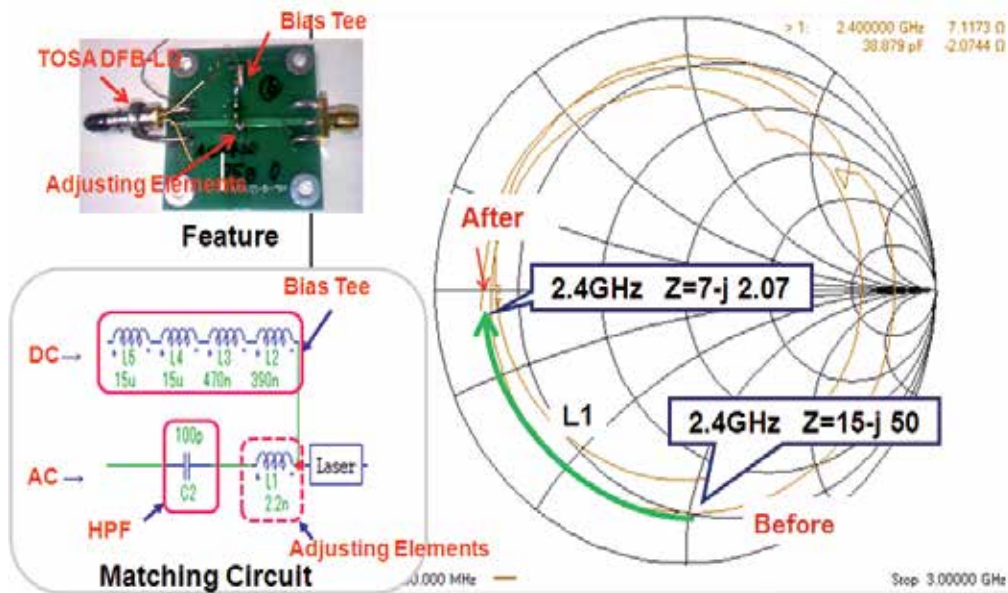 Bias Tee
TOSA DFB-LD
Adjusting Elements
Feature
Bias Tee
DC→
L5 L4 L3 L2
15u 15u 470n 390n
100p
AC→
C2
L1
2.2n
Laser
HPF
Adjusting Elements
Matching Circuit
> 1: 2.400000 GHz 7.1173 Ω
38.879 pF -2.0744 Ω
After
2.4GHz Z=7-j 2.07
L1
2.4GHz Z=15-j 50
Before
0.000 MHz
Stop 3.00000 GHz